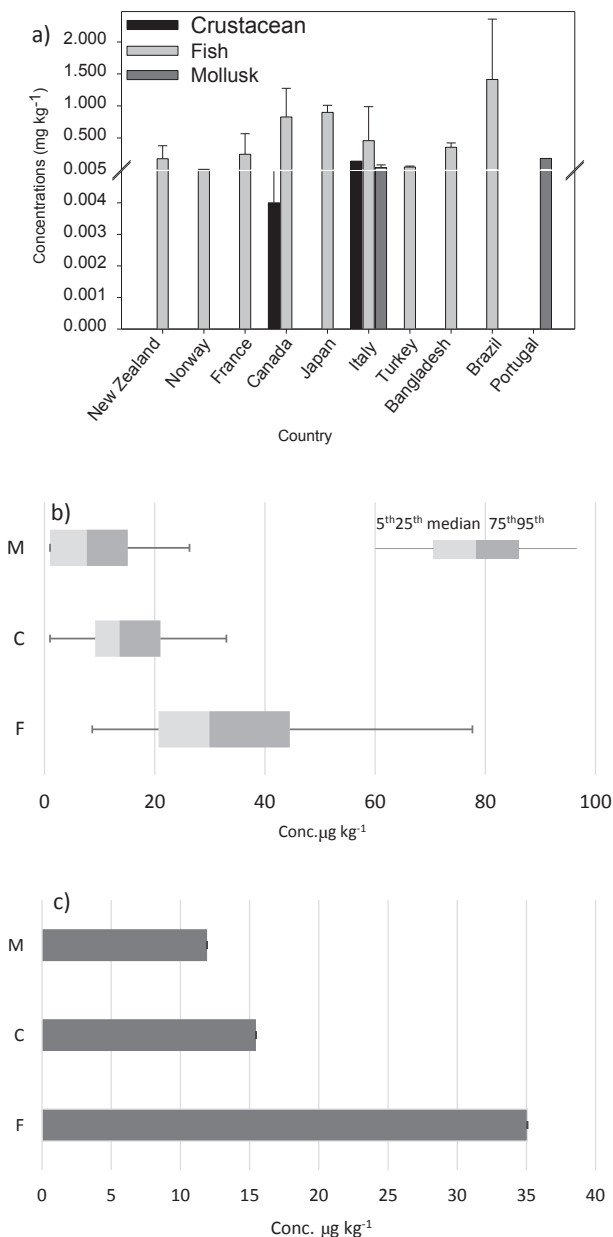 a)
Crustacean
Fish
Mollusk
2.000
1.500
1.000
0.500
0.005
0.004
0.003
0.002
0.001
0.000
Concentrations (mg kg-1)
New Zealand
Norway
France
Canada
Japan
Italy
Turkey
Bangladesh
Brazil
Portugal
Country
b)
5th25th median 75th95th
M
C
F
0 20 40 60 80 100
Conc.µg kg-1
c)
M
C
F
0 5 10 15 20 25 30 35 40
Conc. µg kg-1